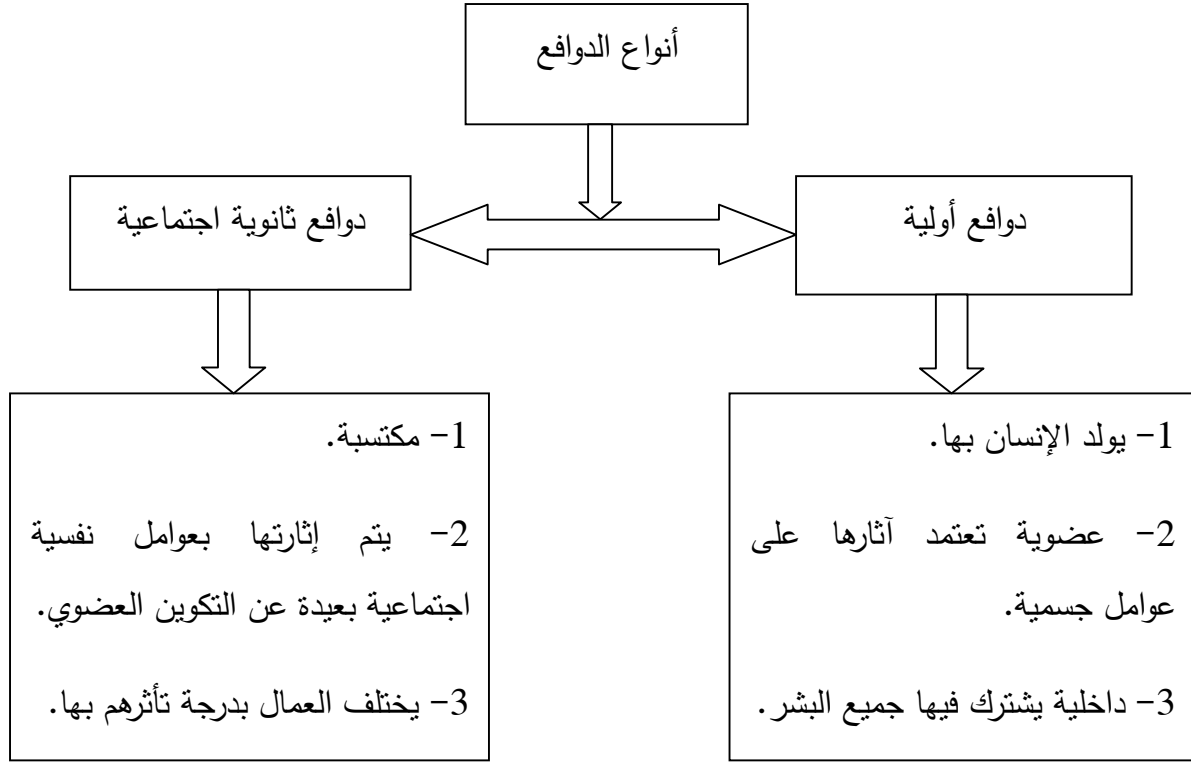 أنواع الدوافع
دوافع أولية
دوافع ثانوية اجتماعية
1- يولد الإنسان بها.
2- عضوية تعتمد آثارها على
عوامل جسمية.
3- داخلية يشترك فيها جميع البشر.
1- مكتسبة.
2- يتم إثارتها بعوامل نفسية
اجتماعية بعيدة عن التكوين العضوي.
3- يختلف العمال بدرجة تأثرهم بها.